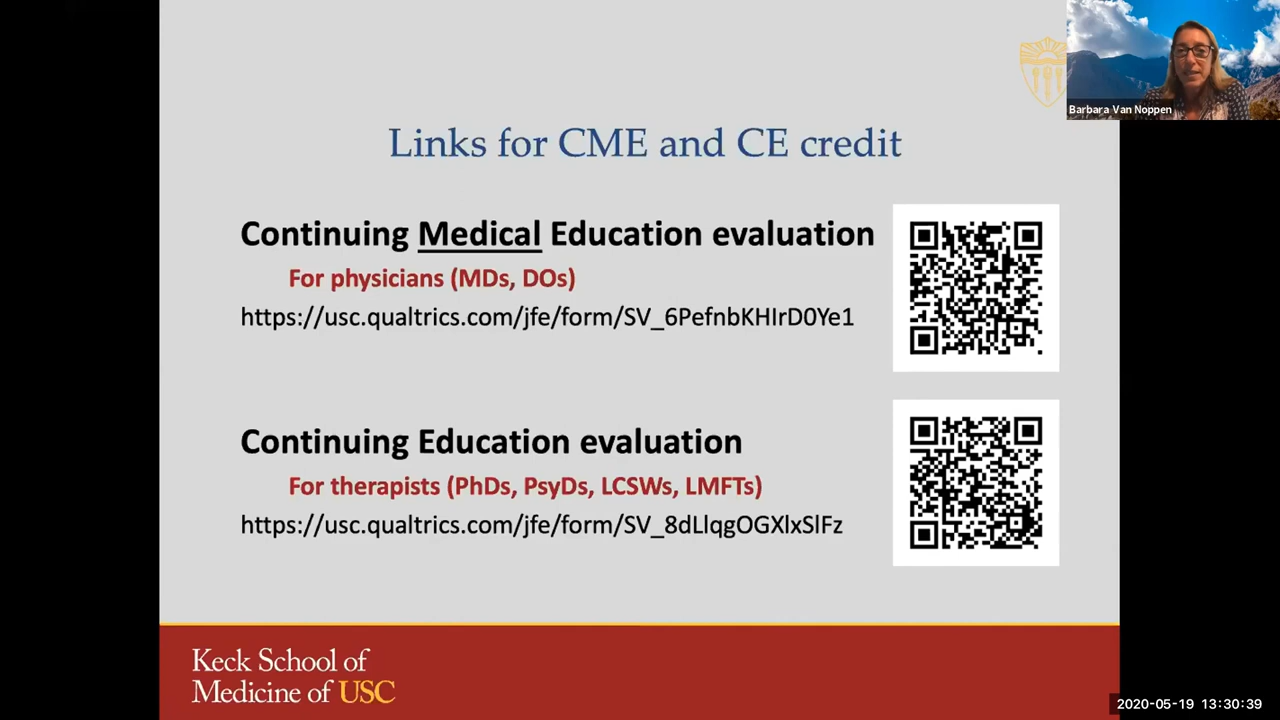 Links for CME and CE credit
Continuing Medical Education evaluation
For physicians (MDs, DOs)
https://usc.qualtrics.com/jfe/form/SV_6PefnbKHIrD0Ye1
Continuing Education evaluation
For therapists (PhDs, PsyDs, LCSWs, LMFTs)
https://usc.qualtrics.com/jfe/form/SV_8dLlqgOGXlxSlFz
Keck School of
Medicine of USC
Barbara Van Noppen
2020-05-19 13:30:39